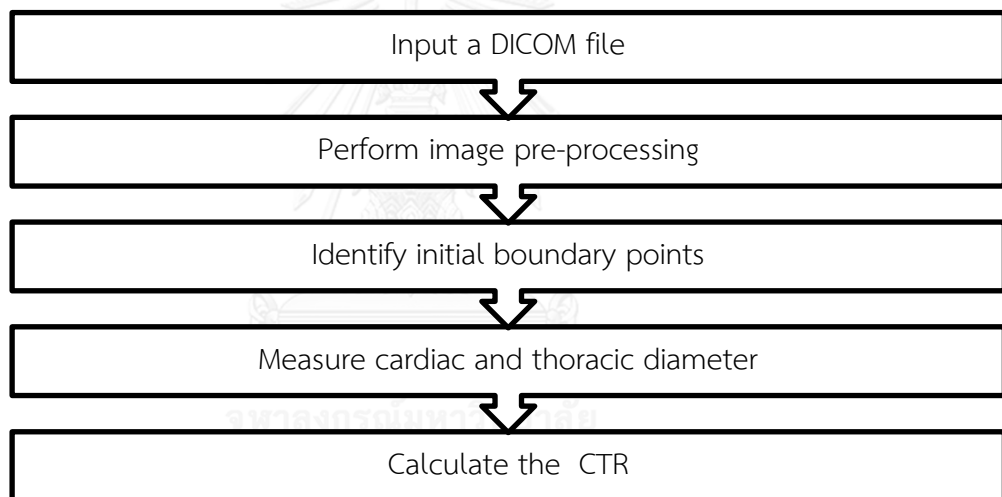 Input a DICOM file
Perform image pre-processing
Identify initial boundary points
Measure cardiac and thoracic diameter
Calculate the CTR